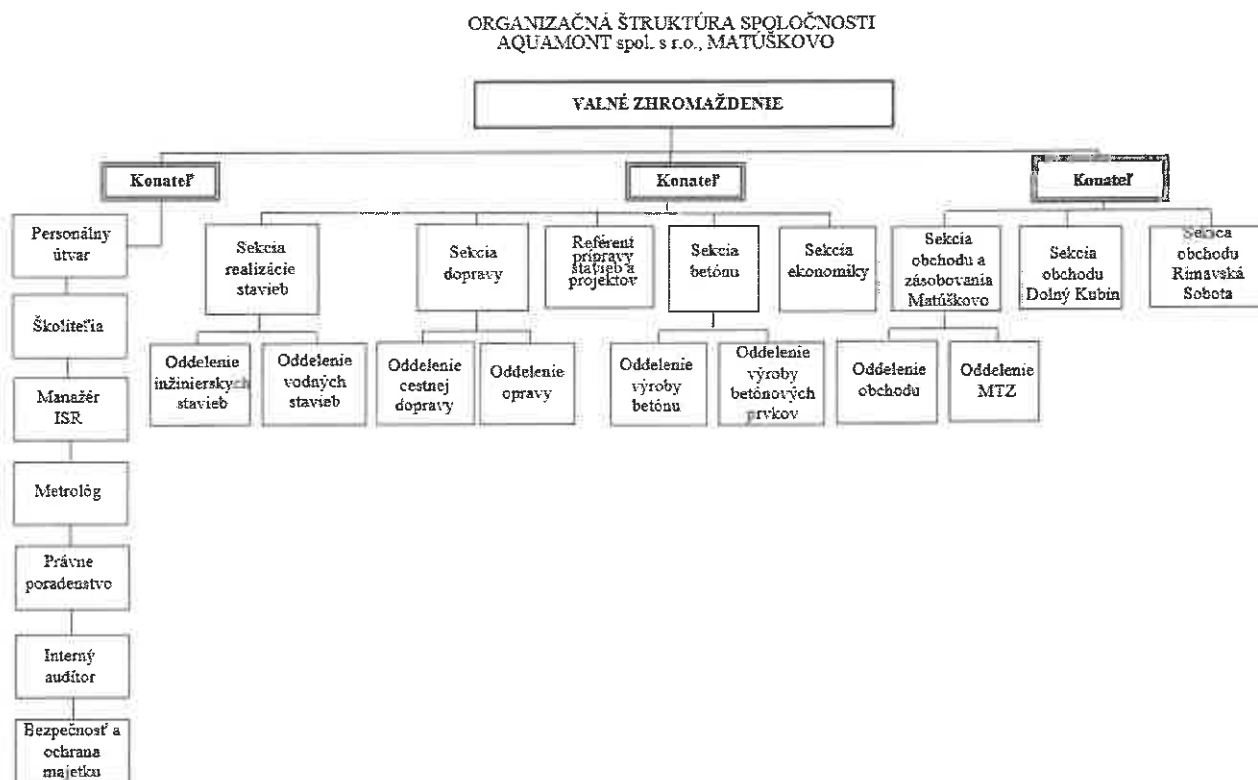 ORGANIZAČNÁ ŠTRUKTÚRA SPOLOČNOSTI
AQUAMONT spol. s r.o., MATÚŠKOVO
VALNÉ ZHROMAŽDENIE
Konateľ
Konateľ
Konateľ
Personálny
útvar
Sekcia
realizácie
stavieb
Sekcia
dopravy
Referent
prípravy
stavieb a
projektov
Sekcia
betónu
Sekcia
ekonomiky
Sekcia
obchodu a
zásobovania
Matúškovo
Sekcia
obchodu
Dolný Kubín
Sekcia
obchodu
Rimavská
Sobota
Školitelia
Oddelenie
inžinierskych
stavieb
Oddelenie
vodných
stavieb
Oddelenie
cestnej
dopravy
Oddelenie
opravy
Oddelenie
výroby
betónu
Oddelenie
výroby
betónových
prvkov
Oddelenie
obchodu
Oddelenie
MTZ
Manažér
ISR
Metrológ
Právne
poradenstvo
Interný
audítor
Bezpečnosť a
ochrana
majetku